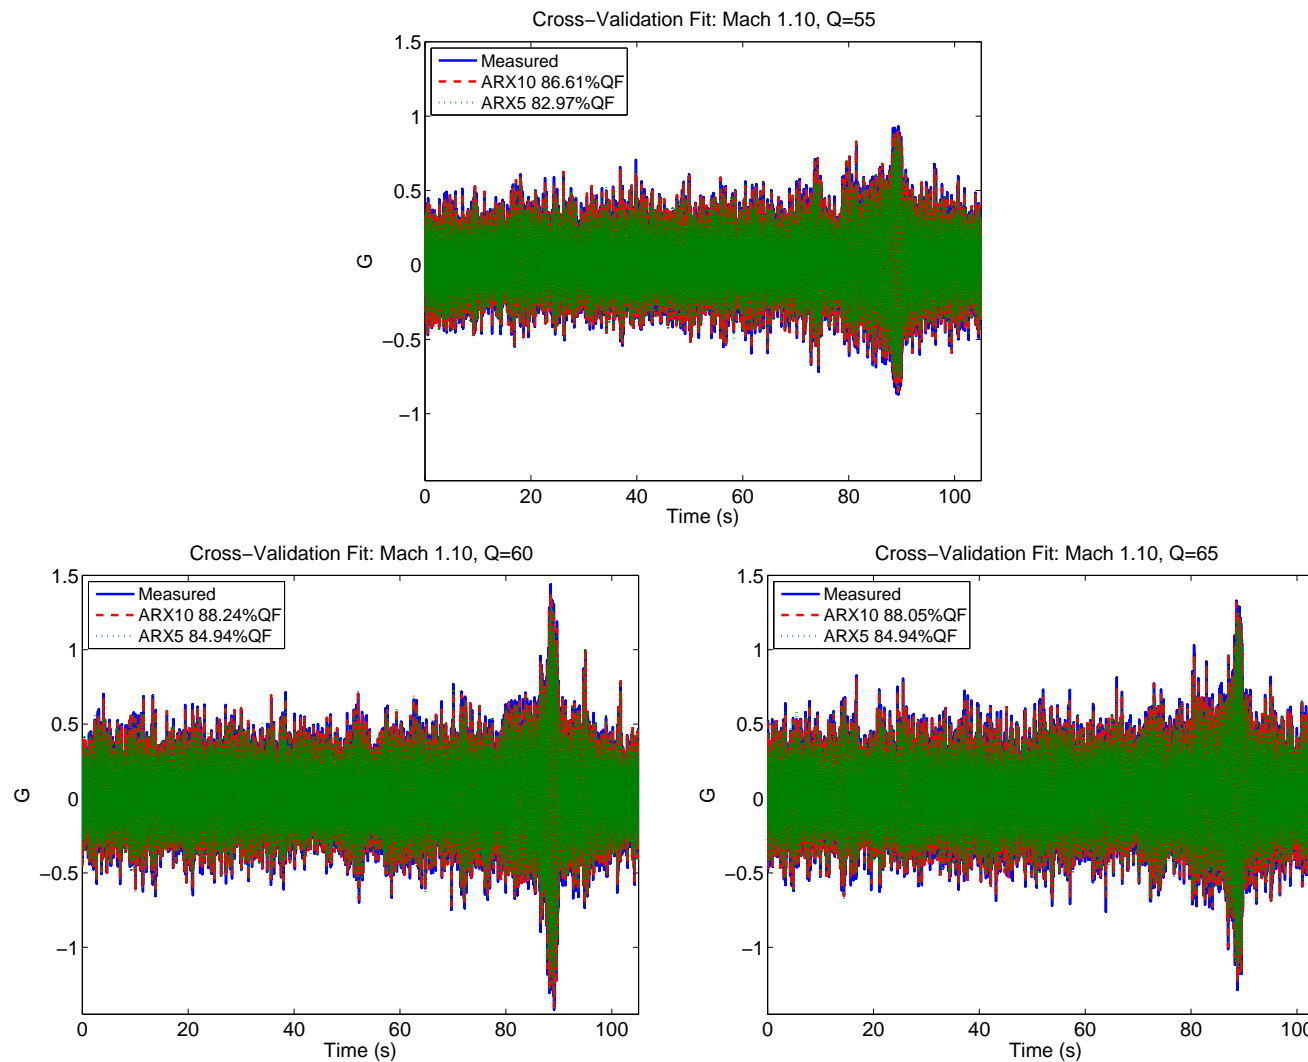 Cross−Validation Fit: Mach 1.10, Q=55
1.5
Measured
ARX10 86.61%QF
ARX5 82.97%QF
1
0.5
G
0
−0.5
−1
0 20 40 60 80 100
Time (s)
Cross−Validation Fit: Mach 1.10, Q=60
1.5
Measured
ARX10 88.24%QF
ARX5 84.94%QF
1
0.5
G
0
−0.5
−1
0 20 40 60 80 100
Time (s)
Cross−Validation Fit: Mach 1.10, Q=65
1.5
Measured
ARX10 88.05%QF
ARX5 84.94%QF
1
0.5
G
0
−0.5
−1
0 20 40 60 80 100
Time (s)